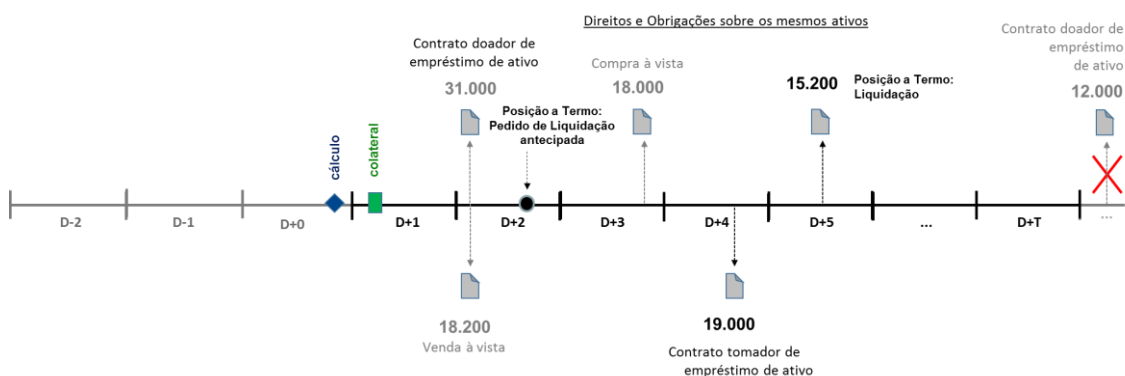 Direitos e Obrigações sobre os mesmos ativos
Contrato doador de
empréstimo de ativo
31.000
Posição a Termo:
Pedido de Liquidação
antecipada
Compra à vista
18.000
15.200
Posição a Termo:
Liquidação
Contrato doador de
empréstimo
de ativo
12.000
cálculo
colateral
D-2
D-1
D+0
D+1
D+2
D+3
D+4
D+5
...
D+T
...
18.200
Venda à vista
19.000
Contrato tomador de
empréstimo de ativo